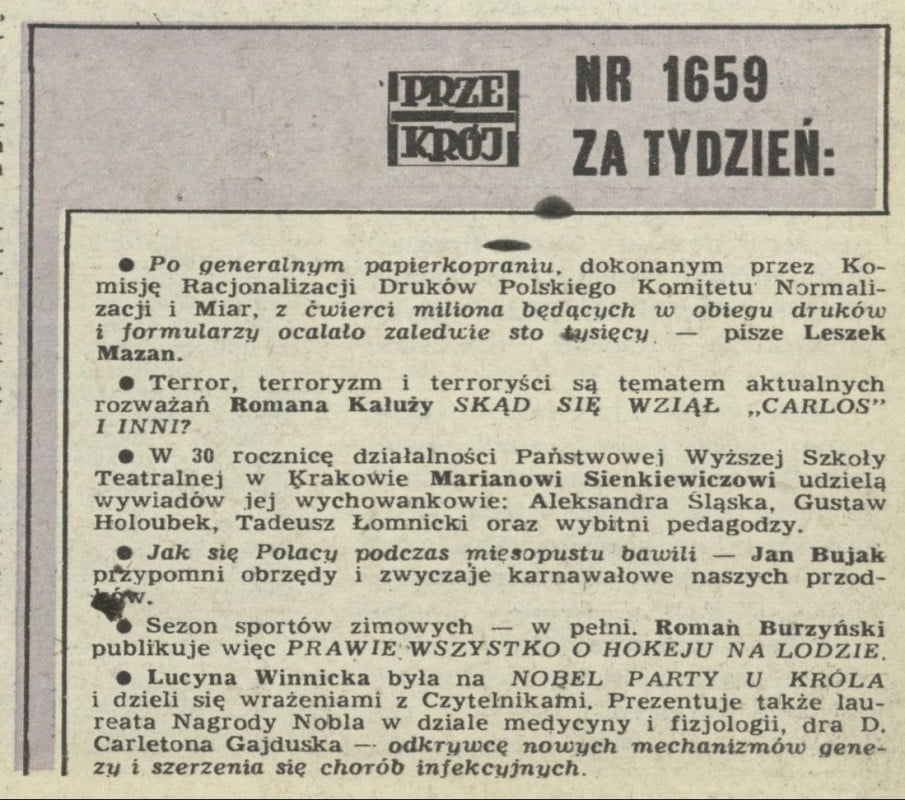 PRZE
KRÓJ
NR 1659
ZA TYDZIEŃ:
● Po generalnym papierkopraniu, dokonanym przez Ko-
misję Racjonalizacji Druków Polskiego Komitetu Normali-
zacji i Miar, z ćwierci miliona będących w obiegu druków
i formularzy ocalało zaledwie sto tysięcy — pisze Leszek
Mazan.
● Terror, terroryzm i terroryści są tematem aktualnych
rozważań Romana Kałuży SKĄD SIĘ WZIĄŁ „CARLOS”
I INNI?
● W 30 rocznicę działalności Państwowej Wyższej Szkoły
Teatralnej w Krakowie Marianowi Sienkiewiczowi udzielą
wywiadów jej wychowankowie: Aleksandra Śląska, Gustaw
Holoubek, Tadeusz Łomnicki oraz wybitni pedagodzy.
● Jak się Polacy podczas mięsopustu bawili — Jan Bujak
przypomni obrzędy i zwyczaje karnawałowe naszych przod-
ków.
● Sezon sportów zimowych — w pełni. Roman Burzyński
publikuje więc PRAWIE WSZYSTKO O HOKEJU NA LODZIE.
● Lucyna Winnicka była na NOBEL PARTY U KRÓLA
i dzieli się wrażeniami z Czytelnikami. Prezentuje także lau-
reata Nagrody Nobla w dziale medycyny i fizjologii, dra D.
Carletona Gajduska — odkrywcę nowych mechanizmów gene-
zy i szerzenia się chorób infekcyjnych.